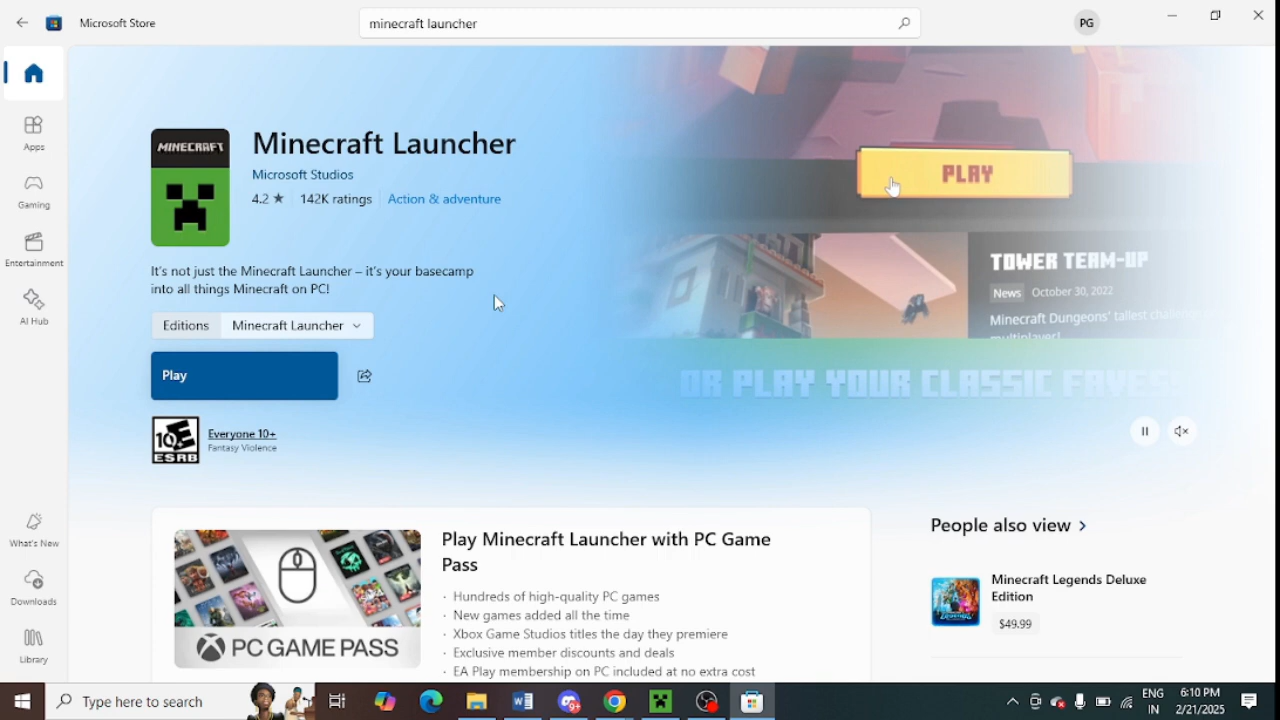 Microsoft Store
minecraft launcher
PG
Apps
Gaming
Entertainment
AI Hub
What's New
Downloads
Library
MINECRAFT
Minecraft Launcher
Microsoft Studios
4.2 ★ 142K ratings Action & adventure
It's not just the Minecraft Launcher – it's your basecamp
into all things Minecraft on PC!
Editions Minecraft Launcher
Play
10+
ESRB
Everyone 10+
Fantasy Violence
PLAY
TOWER TEAM-UP
News October 30, 2022
Minecraft Dungeons' tallest
multiplayer!
OR PLAY YOUR CLASSIC FAVES
PC GAME PASS
Play Minecraft Launcher with PC Game
Pass
· Hundreds of high-quality PC games
· New games added all the time
· Xbox Game Studios titles the day they premiere
· Exclusive member discounts and deals
· EA Play membership on PC included at no extra cost
People also view
Minecraft Legends Deluxe
Edition
$49.99
Type here to search
ENG
IN
6:10 PM
2/21/2025